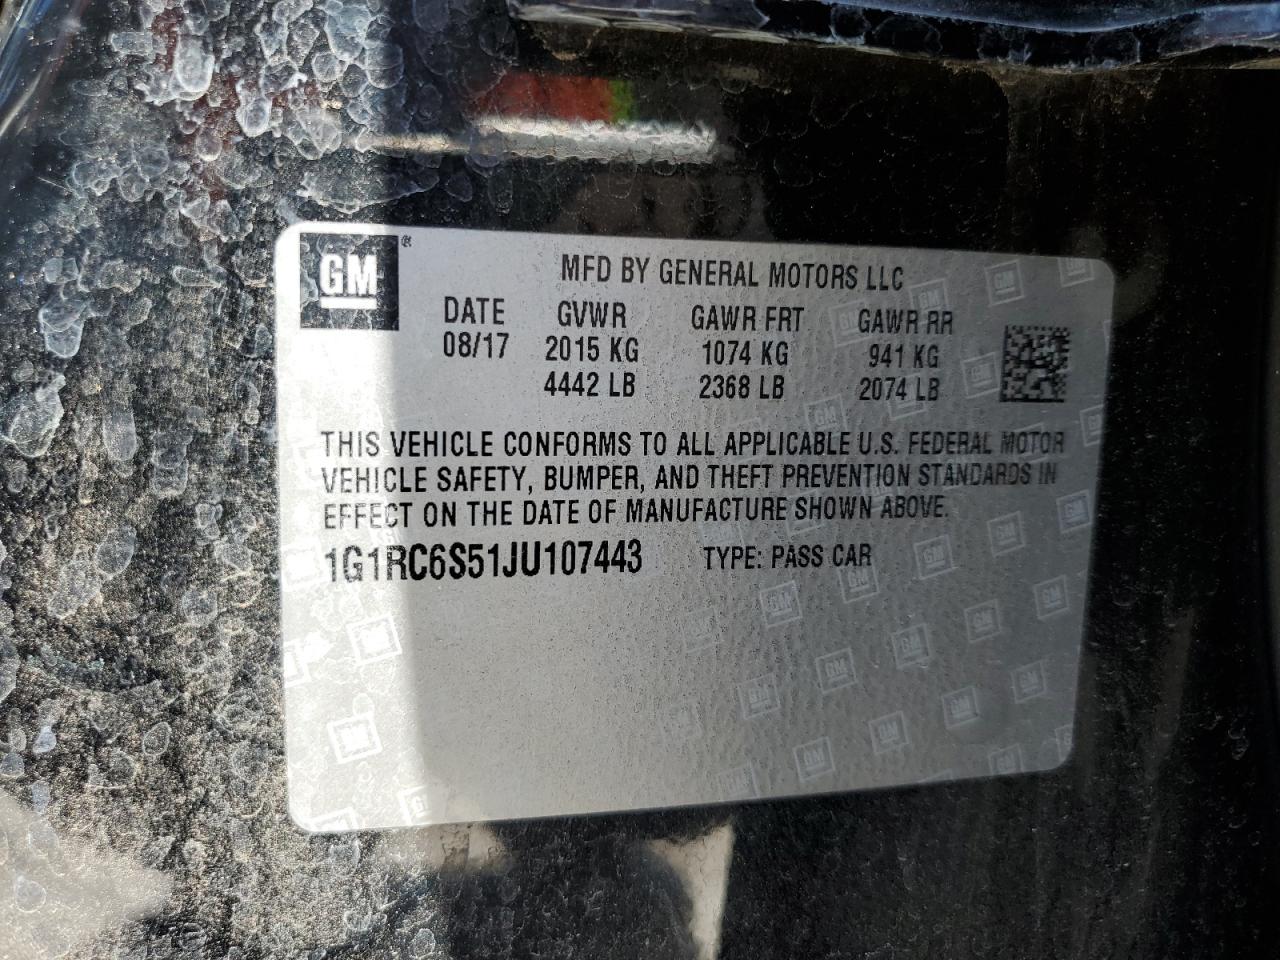 GM ®
MFD BY GENERAL MOTORS LLC
DATE GVWR GAWR FRT GAWR RR
08/17 2015 KG 1074 KG 941 KG
4442 LB 2368 LB 2074 LB
THIS VEHICLE CONFORMS TO ALL APPLICABLE U.S. FEDERAL MOTOR
VEHICLE SAFETY, BUMPER, AND THEFT PREVENTION STANDARDS IN
EFFECT ON THE DATE OF MANUFACTURE SHOWN ABOVE.
1G1RC6S51JU107443 TYPE: PASS CAR